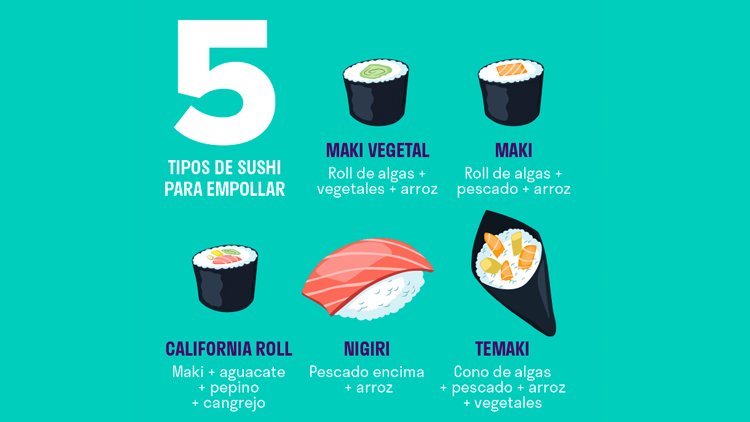 5
TIPOS DE SUSHI
PARA EMPOLLAR
MAKI VEGETAL
Roll de algas +
vegetales + arroz
MAKI
Roll de algas +
pescado + arroz
CALIFORNIA ROLL
Maki + aguacate
+ pepino
+ cangrejo
NIGIRI
Pescado encima
+ arroz
TEMAKI
Cono de algas
+ pescado + arroz
+ vegetales